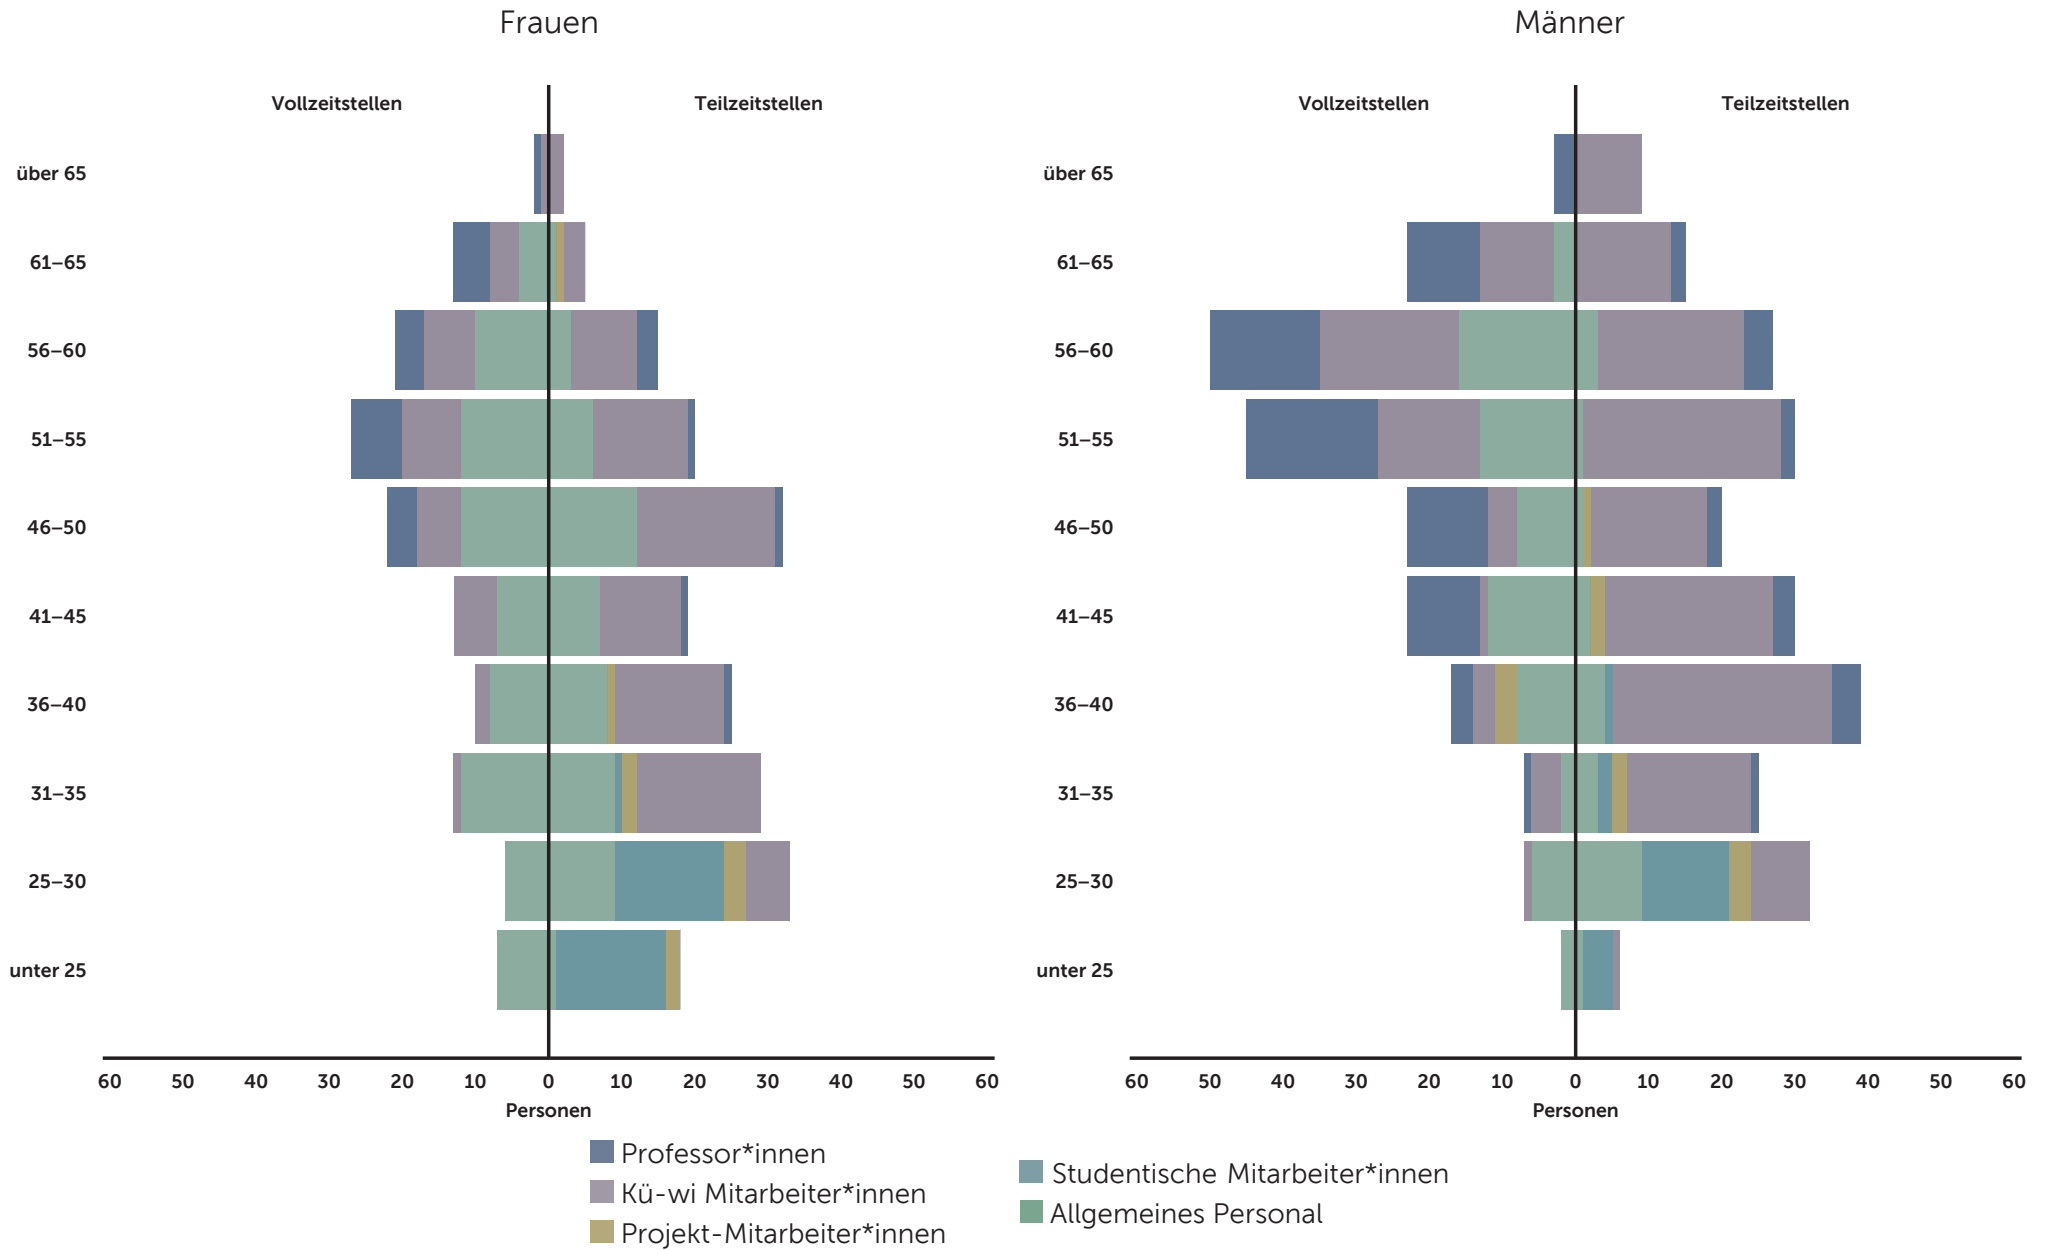 Frauen
Vollzeitstellen Teilzeitstellen
über 65
61–65
56–60
51–55
46–50
41–45
36–40
31–35
25–30
unter 25
60 50 40 30 20 10 0 10 20 30 40 50 60
Personen
Männer
Vollzeitstellen Teilzeitstellen
über 65
61–65
56–60
51–55
46–50
41–45
36–40
31–35
25–30
unter 25
60 50 40 30 20 10 0 10 20 30 40 50 60
Personen
Professor*innen
Kü-wi Mitarbeiter*innen
Projekt-Mitarbeiter*innen
Studentische Mitarbeiter*innen
Allgemeines Personal